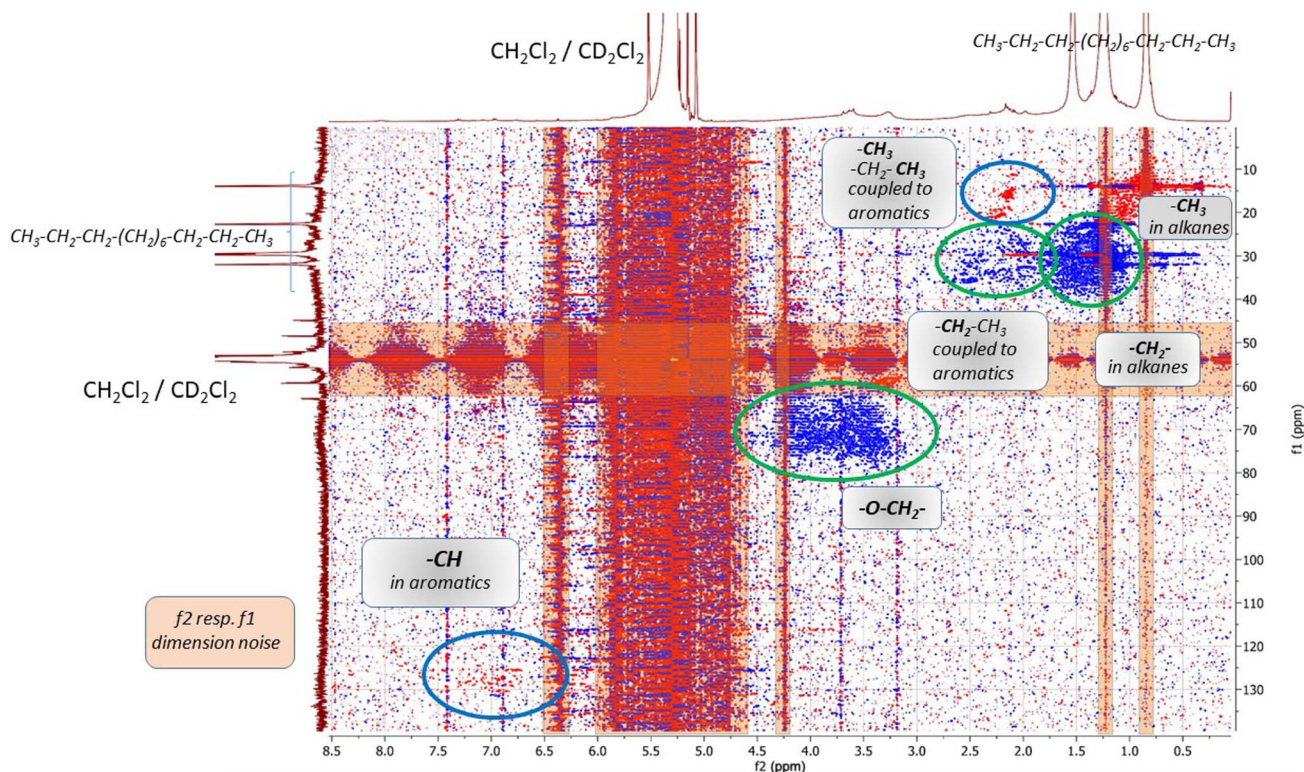 CH₂Cl₂ / CD₂Cl₂
CH₃-CH₂-CH₂-(CH₂)₆-CH₂-CH₂-CH₃
-CH₃
-CH₂-CH₃
coupled to
aromatics
-CH₃
in alkanes
CH₃-CH₂-CH₂-(CH₂)₆-CH₂-CH₂-CH₃
-CH₂-CH₃
coupled to
aromatics
-CH₂-
in alkanes
CH₂Cl₂ / CD₂Cl₂
-O-CH₂-
-CH
in aromatics
f2 resp. f1
dimension noise
10
20
30
40
50
60
70
80
90
100
110
120
130
f1 (ppm)
8.5 8.0 7.5 7.0 6.5 6.0 5.5 5.0 4.5 4.0 3.5 3.0 2.5 2.0 1.5 1.0 0.5
f2 (ppm)